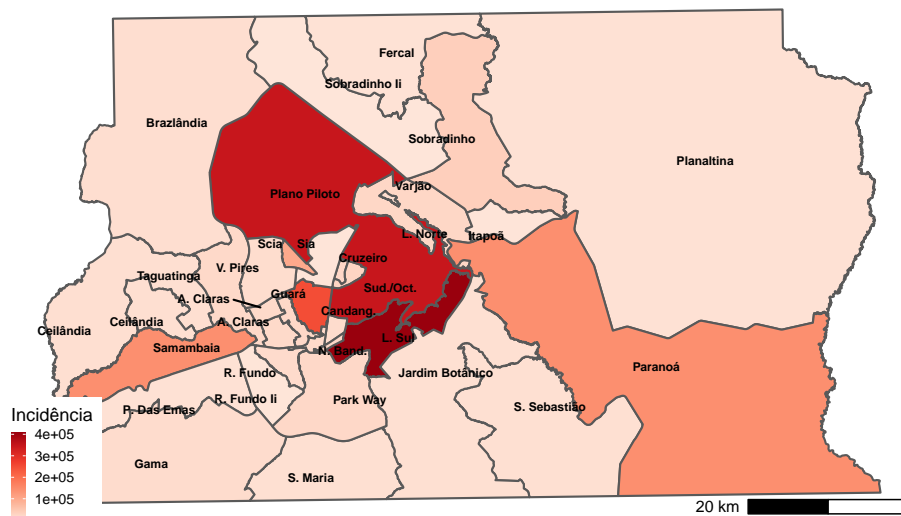 Fercal
Sobradinho Ii
Brazlândia
Sobradinho
Planaltina
Varjão
Plano Piloto
L. Norte
Itapoã
Scia
Sia
Cruzeiro
V. Pires
Taguatinga
Sud./Oct.
Guará
A. Claras
Candang.
Ceilândia
A. Claras
Ceilândia
L. Sul
Samambaia
N. Band.
Paranoá
R. Fundo
Jardim Botânico
R. Fundo Ii
Park Way
P. Das Emas
S. Sebastião
Incidência
4e+05
3e+05
2e+05
1e+05
Gama
S. Maria
20 km